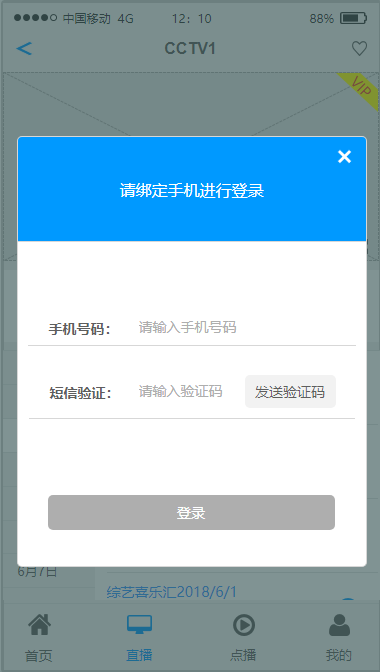 中国移动 4G 12：10 88%
CCTV1
VIP
请绑定手机进行登录
手机号码： 请输入手机号码
短信验证： 请输入验证码 发送验证码
登录
6月7日
综艺喜乐汇2018/6/1
首页 直播 点播 我的